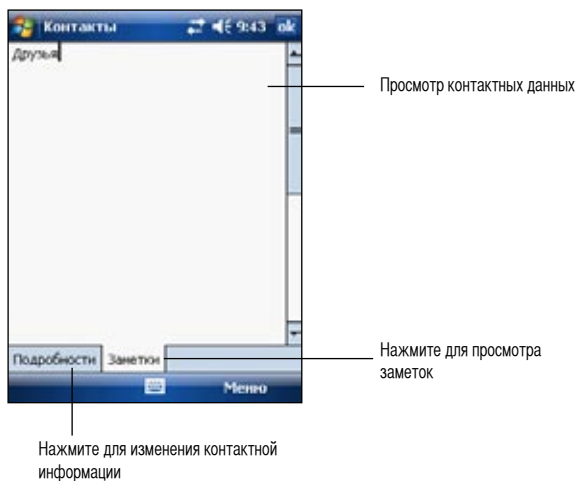 Контакты 9:43 ok
Друзья
Просмотр контактных данных
Нажмите для просмотра
заметок
Подробности Заметки
Меню
Нажмите для изменения контактной
информации